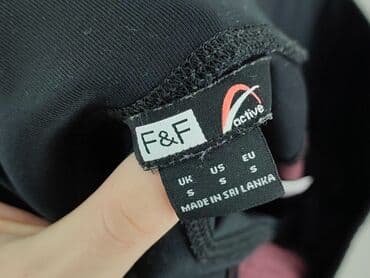 F&F
active
UK US EU
S S S
MADE IN SRI LANKA